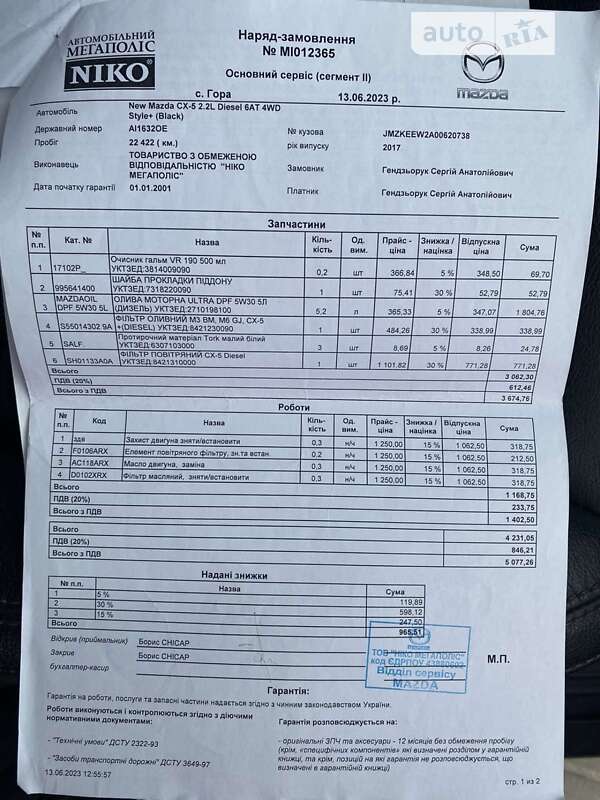 АВТОМОБІЛЬНИЙ
МЕГАПОЛІС
NIKO
Наряд-замовлення
№ MI012365
auto RIA
mazda
Основний сервіс (сегмент II)
с. Гора 13.06.2023 р.
Автомобіль New Mazda CX-5 2.2L Diesel 6AT 4WD
Style+ (Black)
Державний номер AI1632OE № кузова JMZKEEW2A00620738
Пробіг 22 422 ( км.) рік випуску 2017
Виконавець ТОВАРИСТВО З ОБМЕЖЕНОЮ
ВІДПОВІДАЛЬНІСТЮ "НІКО
МЕГАПОЛІС"
Замовник Гендзьорук Сергій Анатолійович
Дата початку гарантії 01.01.2001 Платник Гендзьорук Сергій Анатолійович
Запчастини
№ п.п. Кат. № Назва Кіль-кість Од. вим. Прайс - ціна Знижка / націнка Відпускна ціна Сума
1 17102P_ Очисник гальм VR 190 500 мл
УКТЗЕД:3814009090 0,2 шт 366,84 5 % 348,50 69,70
2 995641400 ШАЙБА ПРОКЛАДКИ ПІДДОНУ
УКТЗЕД:7318220090 1 шт 75,41 30 % 52,79 52,79
3 MAZDAOIL DPF 5W30 5L ОЛИВА МОТОРНА ULTRA DPF 5W30 5Л
(ДИЗЕЛЬ) УКТЗЕД:2710198100 5,2 л 365,33 5 % 347,07 1 804,76
4 S55014302.9A ФІЛЬТР ОЛИВНИЙ M3 BM, M6 GJ, CX-5
+(DIESEL) УКТЗЕД:8421230090 1 шт 484,26 30 % 338,99 338,99
5 SALF. Протирочний матеріал Tork малий білий
УКТЗЕД:6307103000 3 шт 8,69 5 % 8,26 24,78
6 SH01133A0A ФІЛЬТР ПОВІТРЯНИЙ CX-5 Diesel
УКТЗЕД:8421310000 1 шт 1 101,82 30 % 771,28 771,28
Всього 3 062,30
ПДВ (20%) 612,46
Всього з ПДВ 3 674,76
Роботи
№ п.п. Код Назва Кіль-кість Од. вим. Прайс - ціна Знижка / націнка Відпускна ціна Сума
1 здв Захист двигуна зняти/встановити 0,3 н/ч 1 250,00 15 % 1 062,50 318,75
2 F0106ARX Елемент повітряного фільтру, зн.та встан. 0,2 н/ч 1 250,00 15 % 1 062,50 212,50
3 AC118ARX Масло двигуна, заміна 0,3 н/ч 1 250,00 15 % 1 062,50 318,75
4 D0102XRX Фільтр масляний, зняти/встановити 0,3 н/ч 1 250,00 15 % 1 062,50 318,75
Всього 1 168,75
ПДВ (20%) 233,75
Всього з ПДВ 1 402,50
Всього 4 231,05
ПДВ (20%) 846,21
Всього з ПДВ 5 077,26
Надані знижки
№ п.п. Назва Сума
1 5 % 119,89
2 30 % 598,12
3 15 % 247,50
Всього 965,51
Відкрив (приймальник) Борис СНІСАР
Закрив Борис СНІСАР
бухгалтер-касир
mazda
ТОВ "НІКО МЕГАПОЛІС"
код ЄДРПОУ 43880602
Відділ сервісу
MAZDA
М.П.
Гарантія:
Гарантія на роботи, послуги та запасні частини надається згідно з чинним законодавством України.
Роботи виконуються і контролюються згідно з діючими
нормативними документами:
- "Технічні умови" ДСТУ 2322-93
- "Засоби транспортні дорожні" ДСТУ 3649-97
13.06.2023 12:55:57
Гарантія розповсюджується на:
- оригінальні ЗПЧ та аксесуари - 12 місяців без обмеження пробігу
(крім, «специфічних компонентів» які визначені розділом у гарантійній
книжці, та крім, позицій на які гарантія не розповсюджується, що
визначені в гарантійній книжці)
стр. 1 из 2